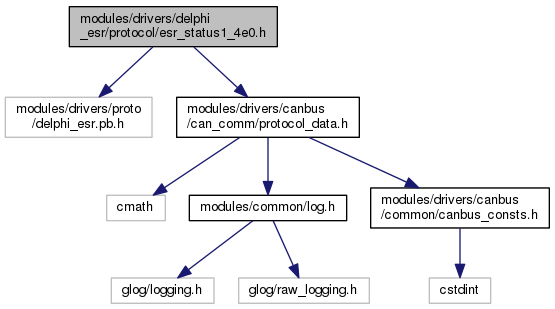 modules/drivers/delphi
_esr/protocol/esr_status1_4e0.h
modules/drivers/proto
/delphi_esr.pb.h
modules/drivers/canbus
/can_comm/protocol_data.h
cmath
modules/common/log.h
modules/drivers/canbus
/common/canbus_consts.h
glog/logging.h
glog/raw_logging.h
cstdint